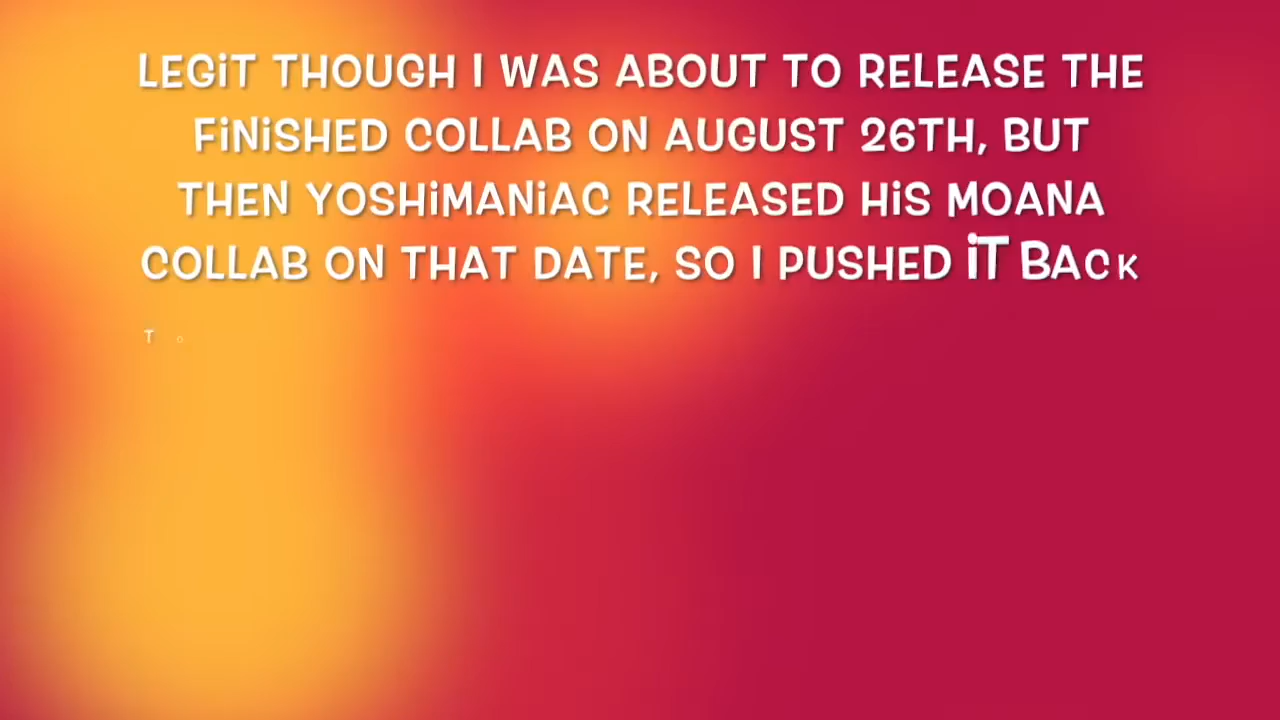 LEGiT THOUGH I WAS ABOUT TO RELEASE THE
FiNiSHED COLLAB ON AUGUST 26TH, BUT
THEN YOSHiMANiAC RELEASED HiS MOANA
COLLAB ON THAT DATE, SO I PUSHED iT BACK
TO